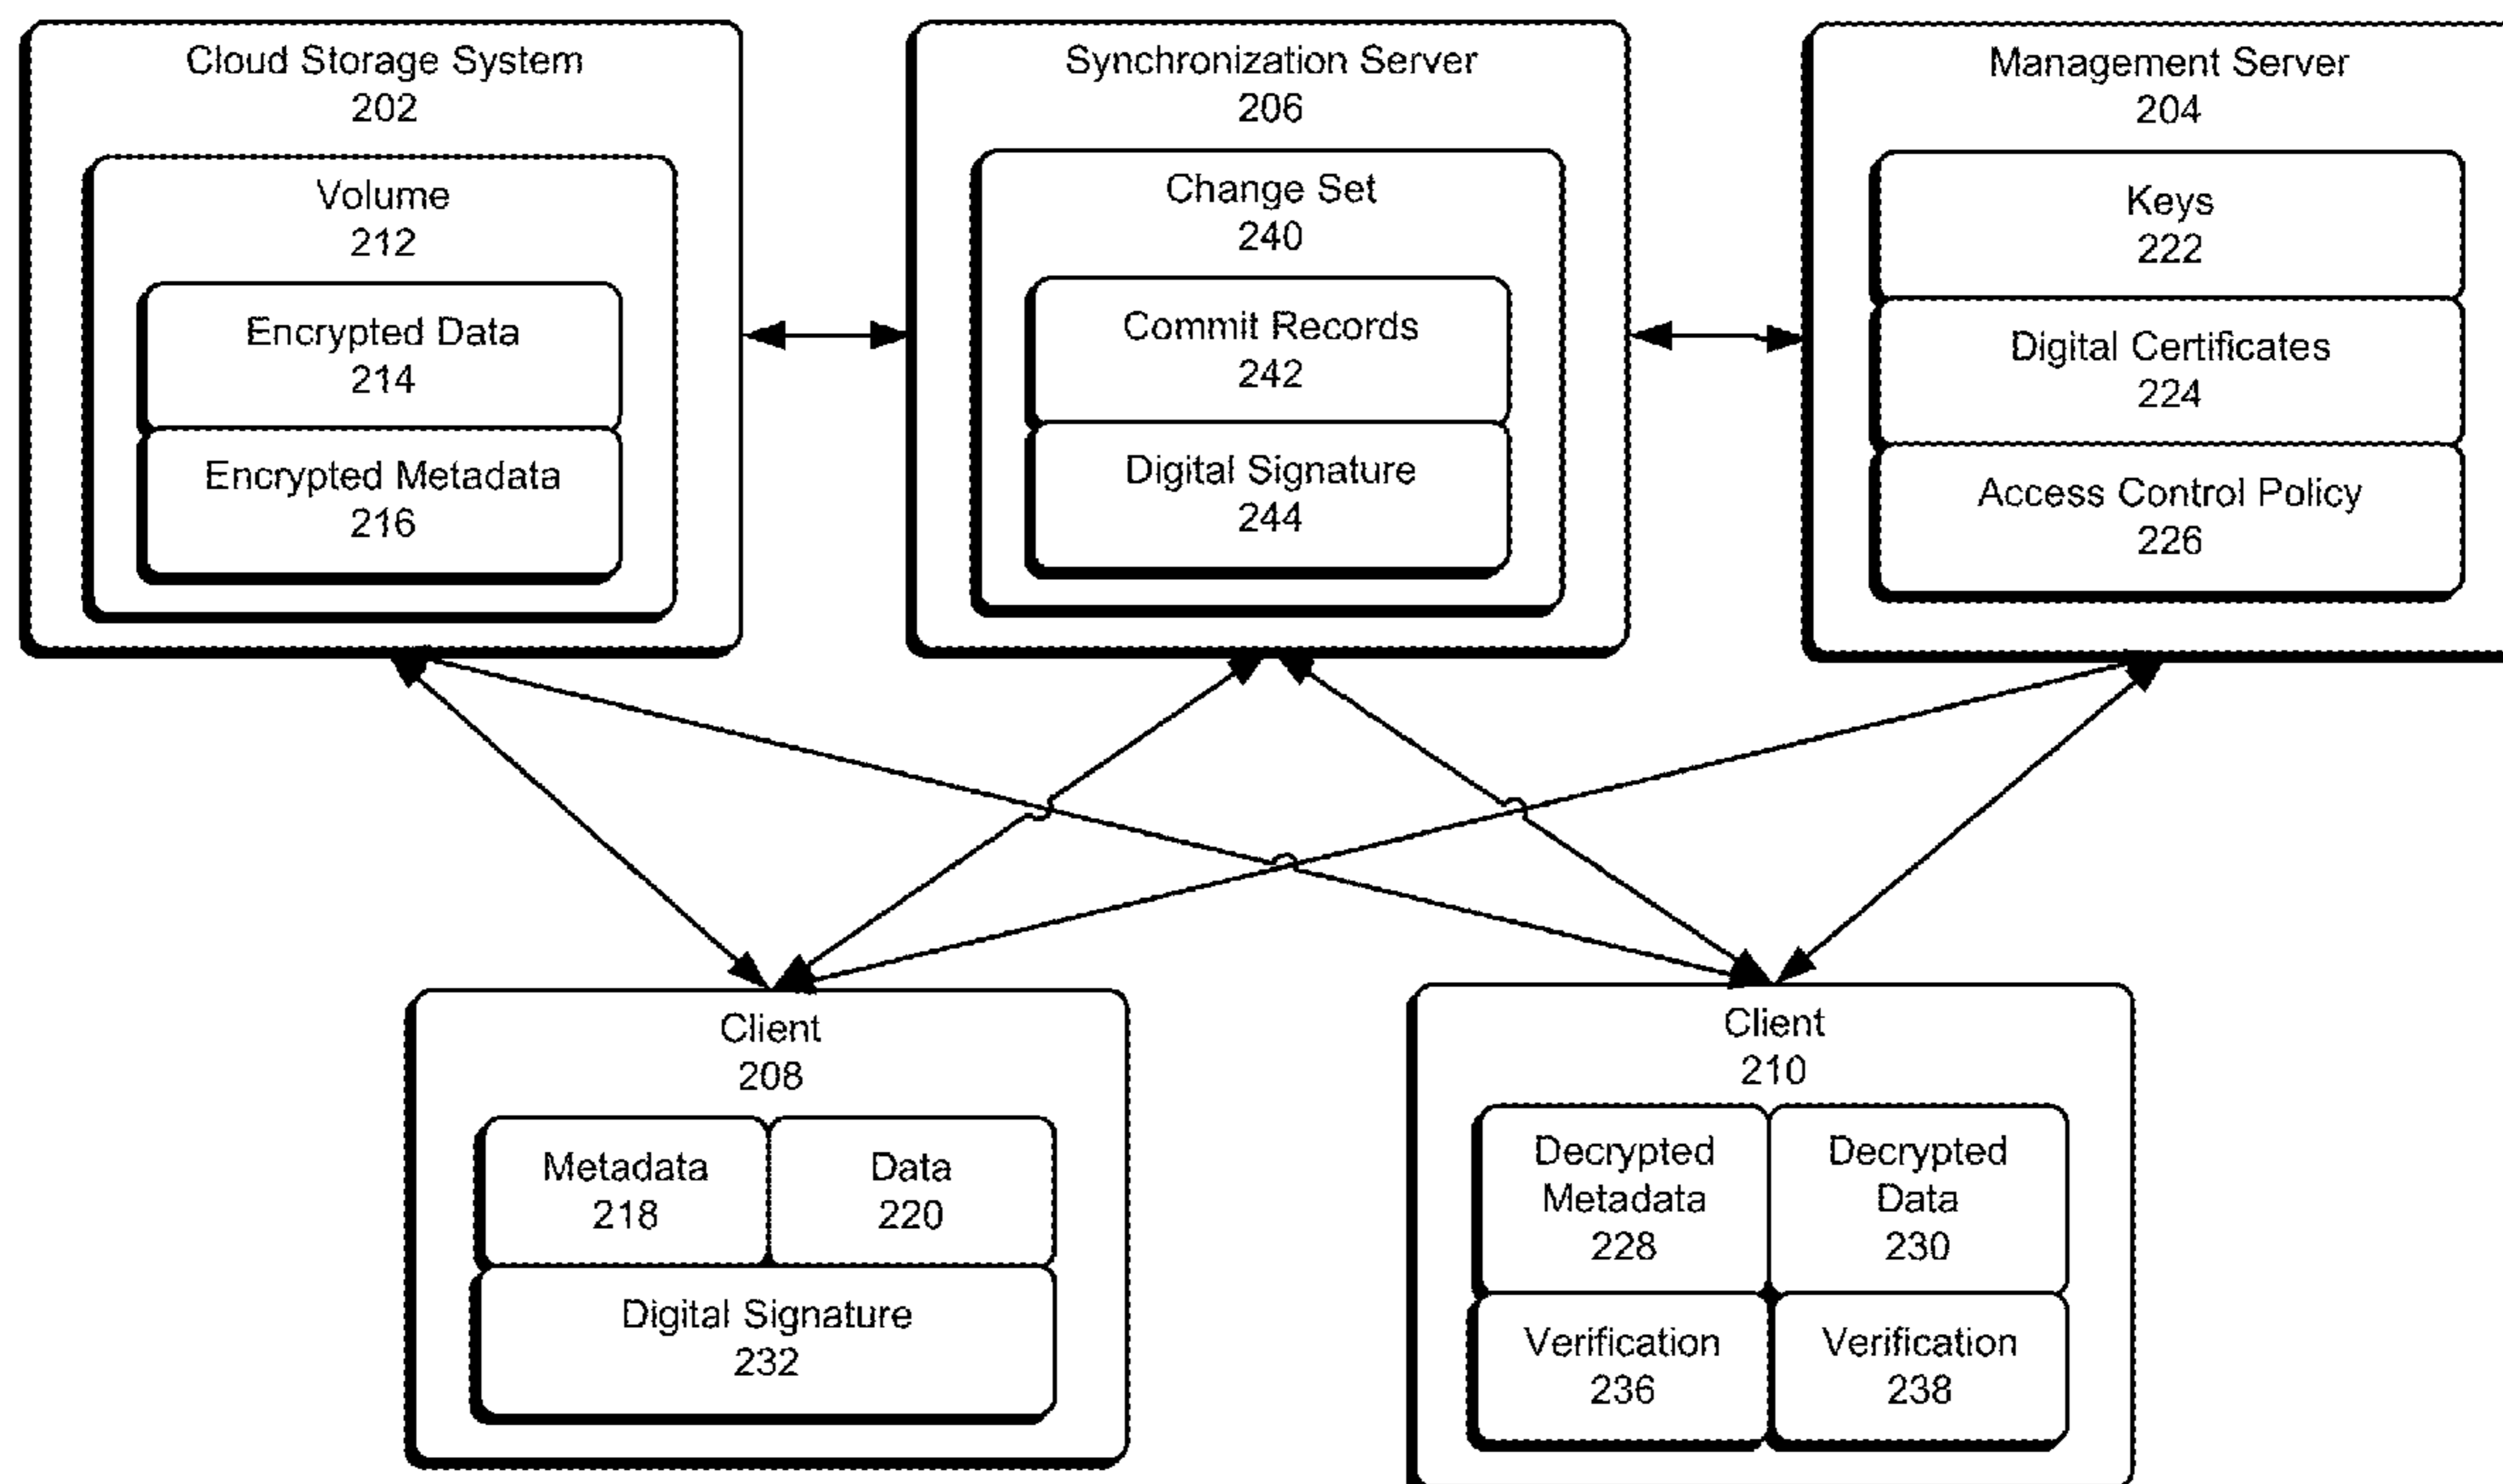 Cloud Storage System
202
Volume
212
Encrypted Data
214
Encrypted Metadata
216
Synchronization Server
206
Change Set
240
Commit Records
242
Digital Signature
244
Management Server
204
Keys
222
Digital Certificates
224
Access Control Policy
226
Client
208
Metadata
218
Data
220
Digital Signature
232
Client
210
Decrypted
Metadata
228
Decrypted
Data
230
Verification
236
Verification
238